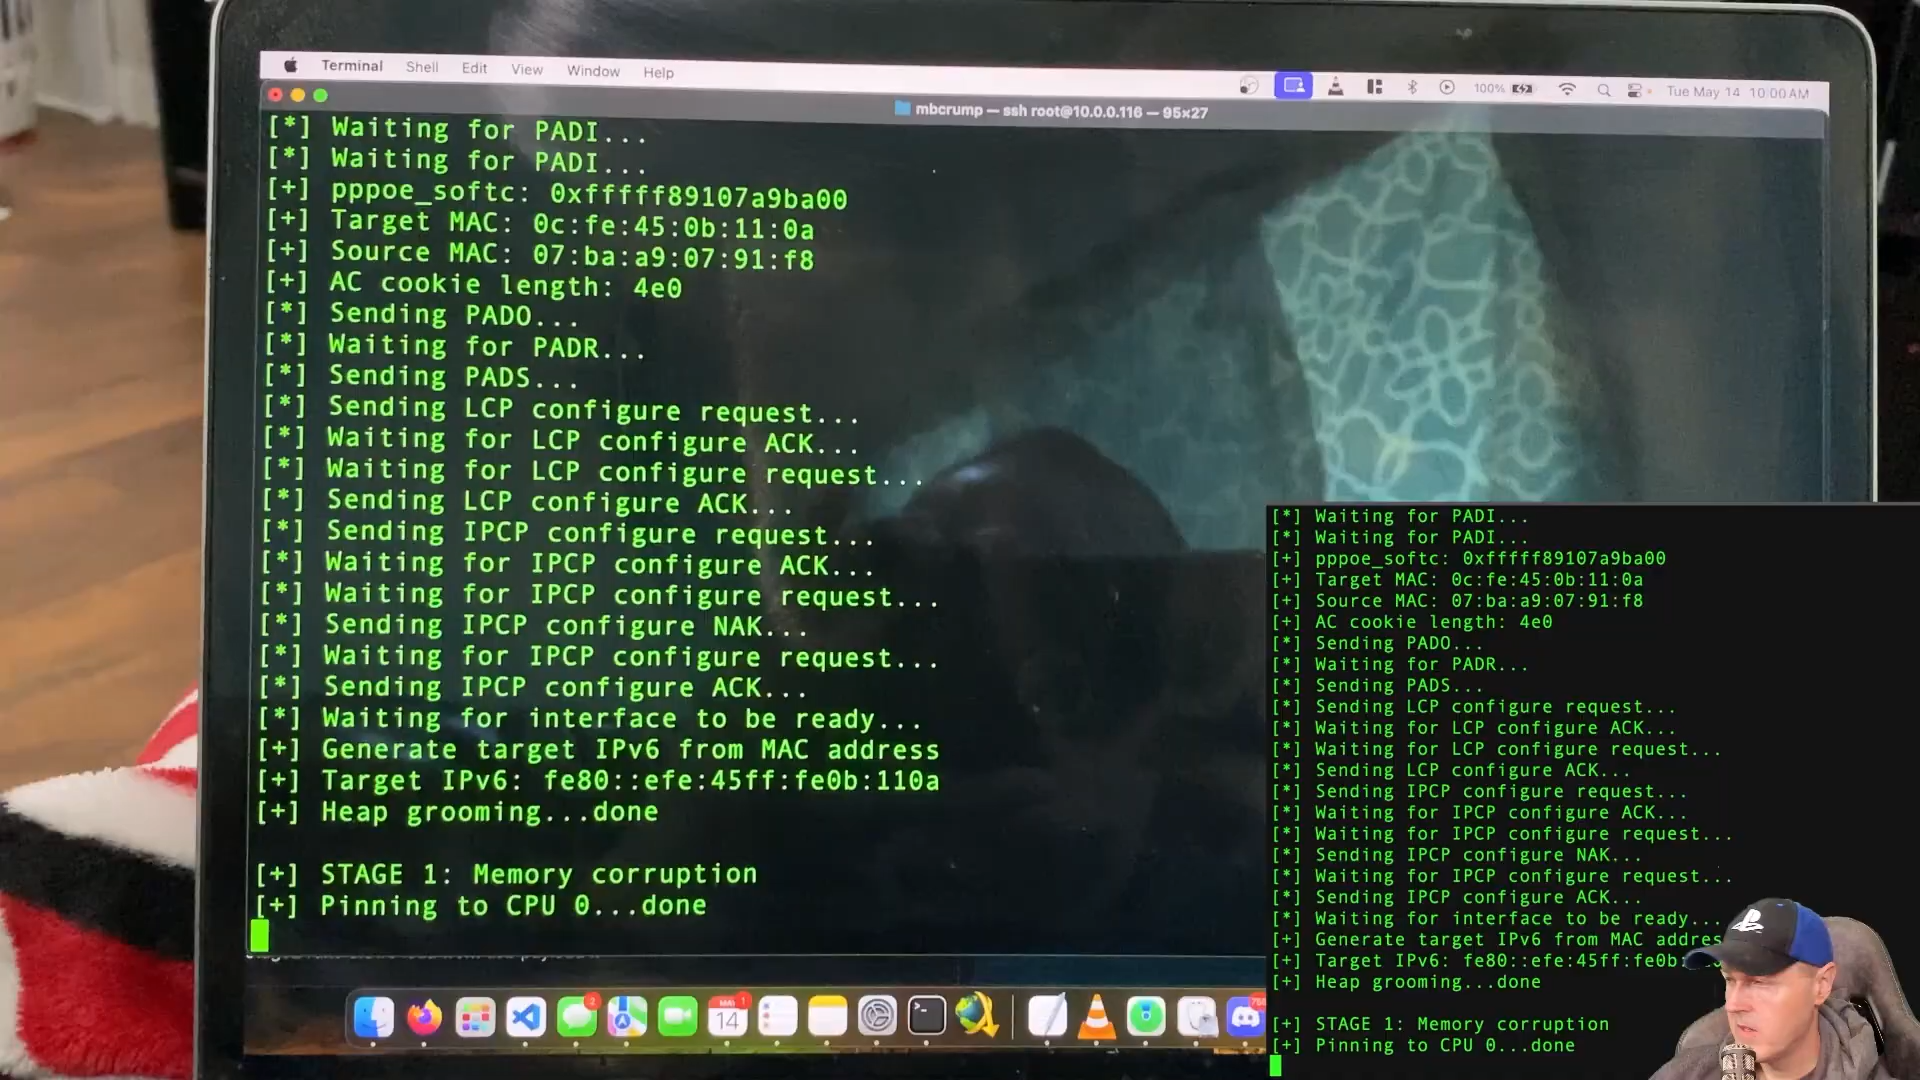 Terminal Shell Edit View Window Help 100% Tue May 14 10:00 AM
mbcrump — ssh root@10.0.0.116 — 95×27
[*] Waiting for PADI...
[*] Waiting for PADI...
[+] pppoe_softc: 0xfffff89107a9ba00
[+] Target MAC: 0c:fe:45:0b:11:0a
[+] Source MAC: 07:ba:a9:07:91:f8
[+] AC cookie length: 4e0
[*] Sending PADO...
[*] Waiting for PADR...
[*] Sending PADS...
[*] Sending LCP configure request...
[*] Waiting for LCP configure ACK...
[*] Waiting for LCP configure request...
[*] Sending LCP configure ACK...
[*] Sending IPCP configure request...
[*] Waiting for IPCP configure ACK...
[*] Waiting for IPCP configure request...
[*] Sending IPCP configure NAK...
[*] Waiting for IPCP configure request...
[*] Sending IPCP configure ACK...
[*] Waiting for interface to be ready...
[+] Generate target IPv6 from MAC address
[+] Target IPv6: fe80::efe:45ff:fe0b:110a
[+] Heap grooming...done
[+] STAGE 1: Memory corruption
[+] Pinning to CPU 0...done
2
MAY 1
14
[*] Waiting for PADI...
[*] Waiting for PADI...
[+] pppoe_softc: 0xfffff89107a9ba00
[+] Target MAC: 0c:fe:45:0b:11:0a
[+] Source MAC: 07:ba:a9:07:91:f8
[+] AC cookie length: 4e0
[*] Sending PADO...
[*] Waiting for PADR...
[*] Sending PADS...
[*] Sending LCP configure request...
[*] Waiting for LCP configure ACK...
[*] Waiting for LCP configure request...
[*] Sending LCP configure ACK...
[*] Sending IPCP configure request...
[*] Waiting for IPCP configure ACK...
[*] Waiting for IPCP configure request...
[*] Sending IPCP configure NAK...
[*] Waiting for IPCP configure request...
[*] Sending IPCP configure ACK...
[*] Waiting for interface to be ready...
[+] Generate target IPv6 from MAC addres
[+] Target IPv6: fe80::efe:45ff:fe0b:
[+] Heap grooming...done
[+] STAGE 1: Memory corruption
[+] Pinning to CPU 0...done